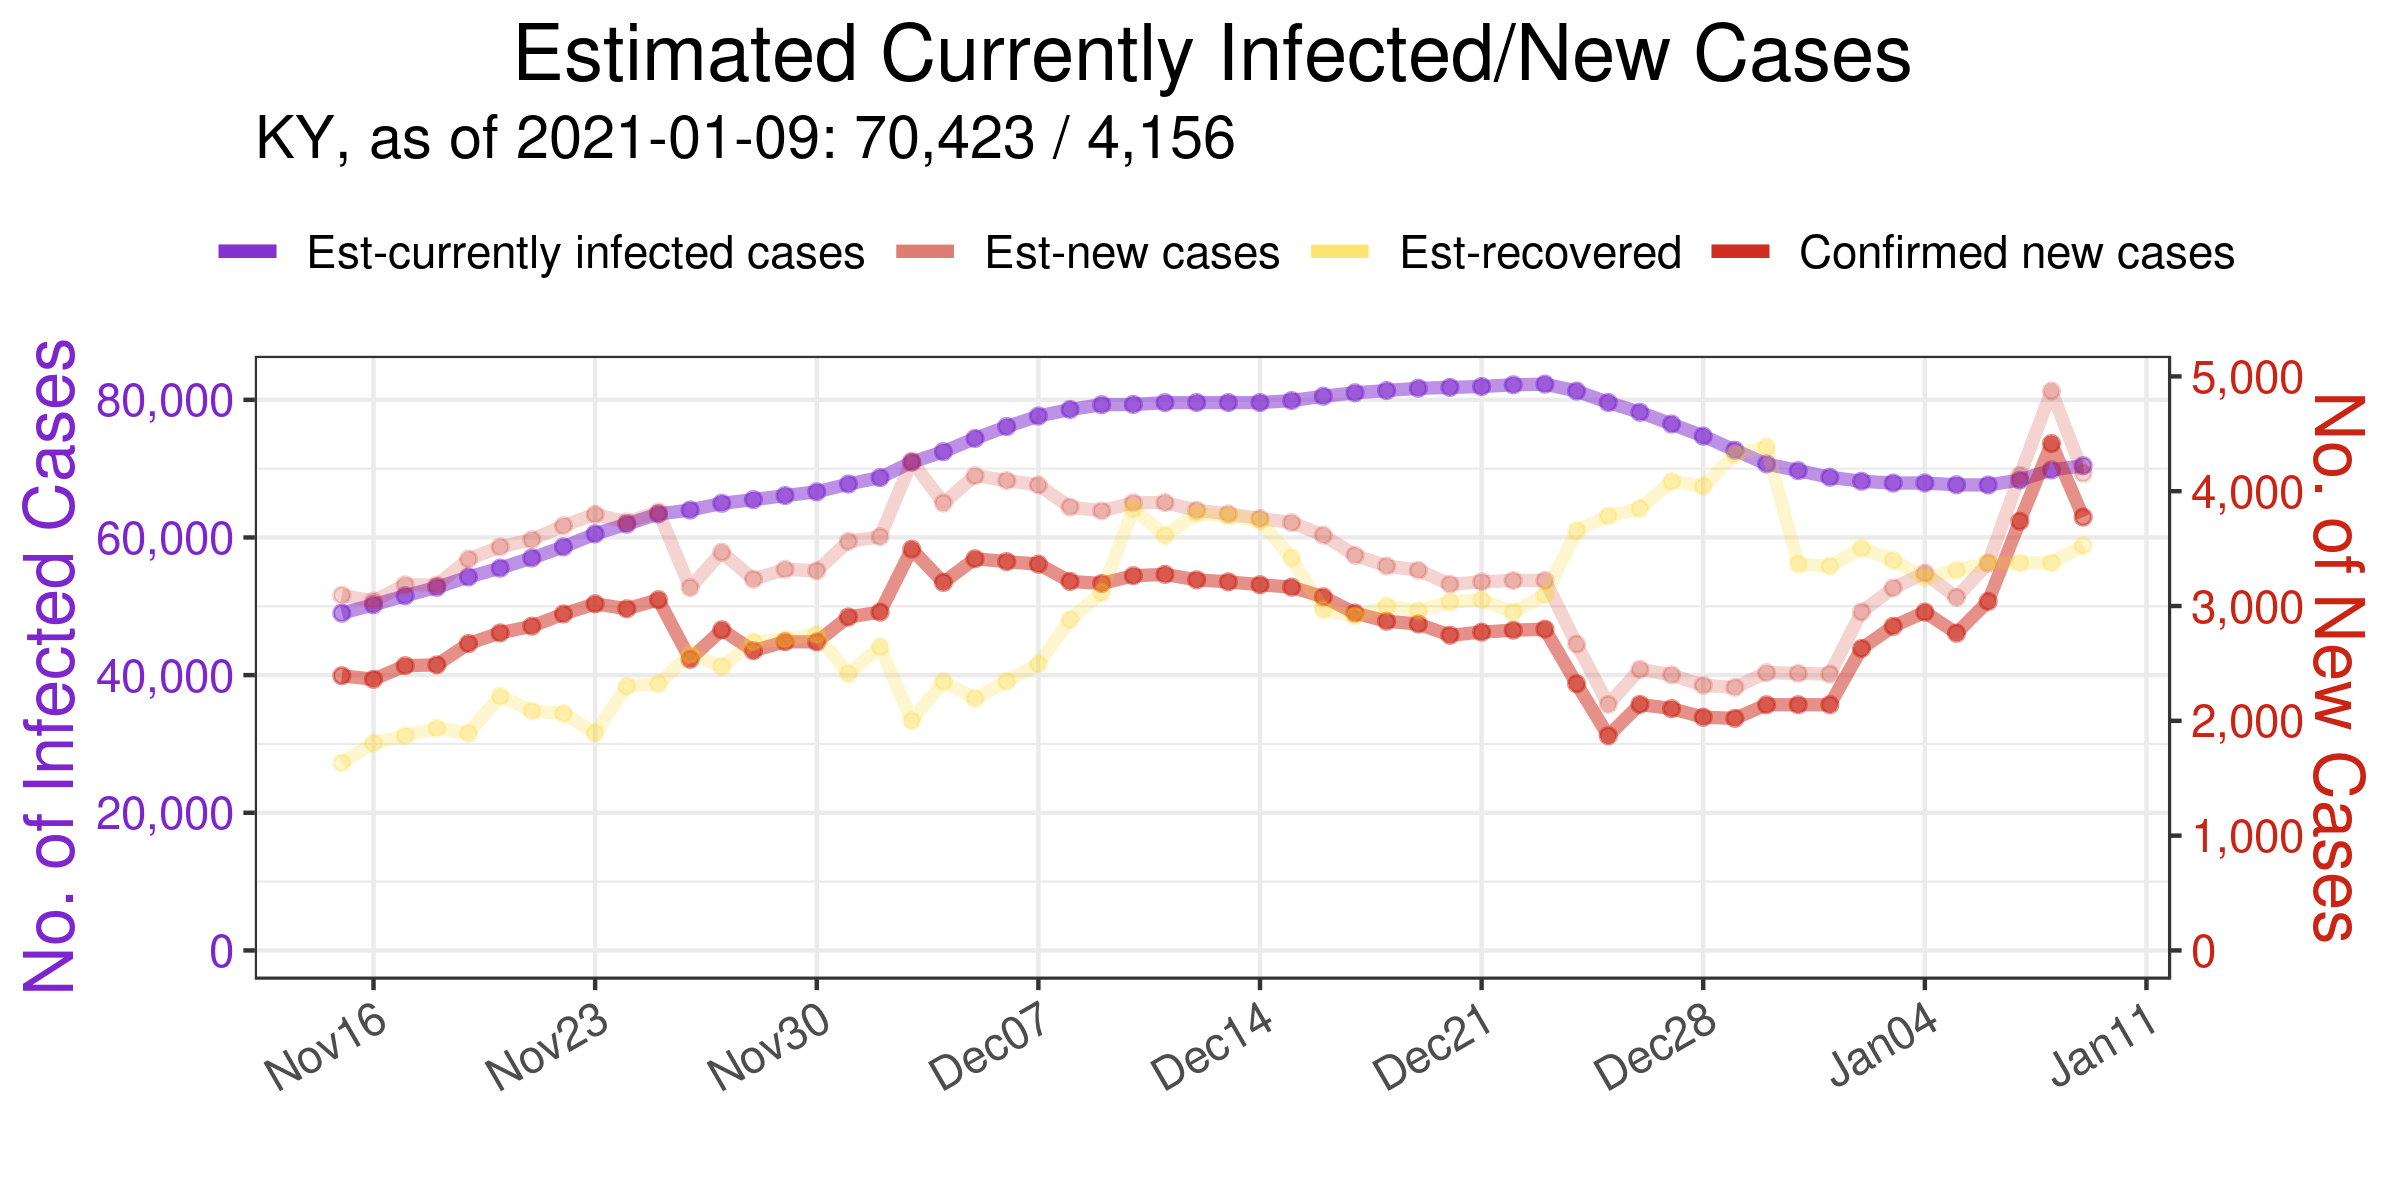 Estimated Currently Infected/New Cases
KY, as of 2021-01-09: 70,423 / 4,156
Est-currently infected cases Est-new cases Est-recovered Confirmed new cases
No. of Infected Cases
80,000
60,000
40,000
20,000
0
5,000
4,000
3,000
2,000
1,000
0
No. of New Cases
Nov16 Nov23 Nov30 Dec07 Dec14 Dec21 Dec28 Jan04 Jan11